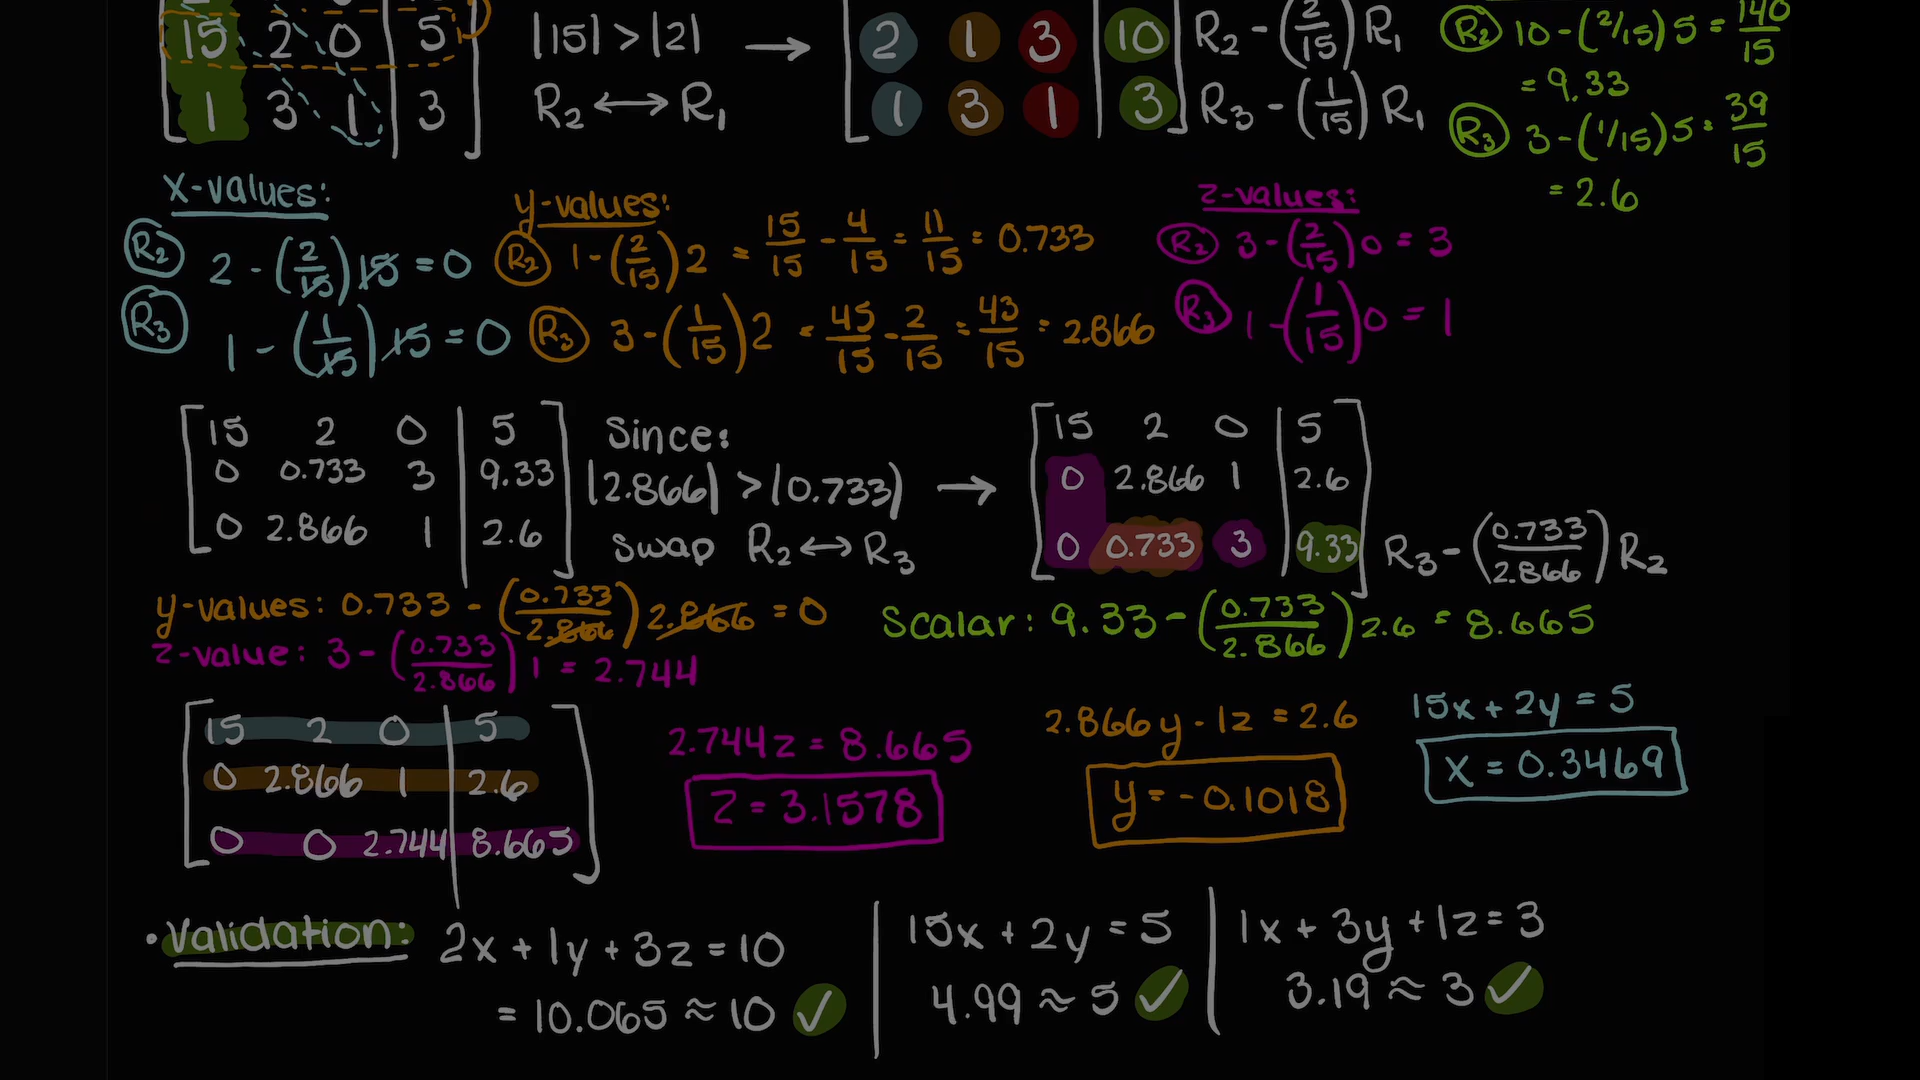 15 2 0 | 5
1 3 1 | 3
|15| > |2| →
R₂ ↔ R₁
2 1 3 | 10 R₂ - (2/15) R₁
1 3 1 | 3 R₃ - (1/15) R₁
R₂ 10 - (2/15) 5 = 140/15
= 9.33
R₃ 3 - (1/15) 5 = 39/15
= 2.6
x-values:
R₂ 2 - (2/15) 15 = 0
R₃ 1 - (1/15) 15 = 0
y-values:
R₂ 1 - (2/15) 2 = 15/15 - 4/15 = 11/15 = 0.733
R₃ 3 - (1/15) 2 = 45/15 - 2/15 = 43/15 = 2.866
z-values:
R₂ 3 - (2/15) 0 = 3
R₃ 1 - (1/15) 0 = 1
15 2 0 | 5
0 0.733 3 | 9.33
0 2.866 1 | 2.6
Since:
|2.866| > |0.733| →
Swap R₂ ↔ R₃
15 2 0 | 5
0 2.866 1 | 2.6
0 0.733 3 | 9.33 R₃ - (0.733/2.866) R₂
y-values: 0.733 - (0.733/2.866) 2.866 = 0
z-value: 3 - (0.733/2.866) 1 = 2.744
Scalar: 9.33 - (0.733/2.866) 2.6 = 8.665
15 2 0 | 5
0 2.866 1 | 2.6
0 0 2.744 | 8.665
2.744z = 8.665
z = 3.1578
2.866y - 1z = 2.6
y = -0.1018
15x + 2y = 5
x = 0.3469
• Validation: 2x + 1y + 3z = 10
= 10.065 ≈ 10 ✓
15x + 2y = 5
4.99 ≈ 5 ✓
1x + 3y + 1z = 3
3.19 ≈ 3 ✓